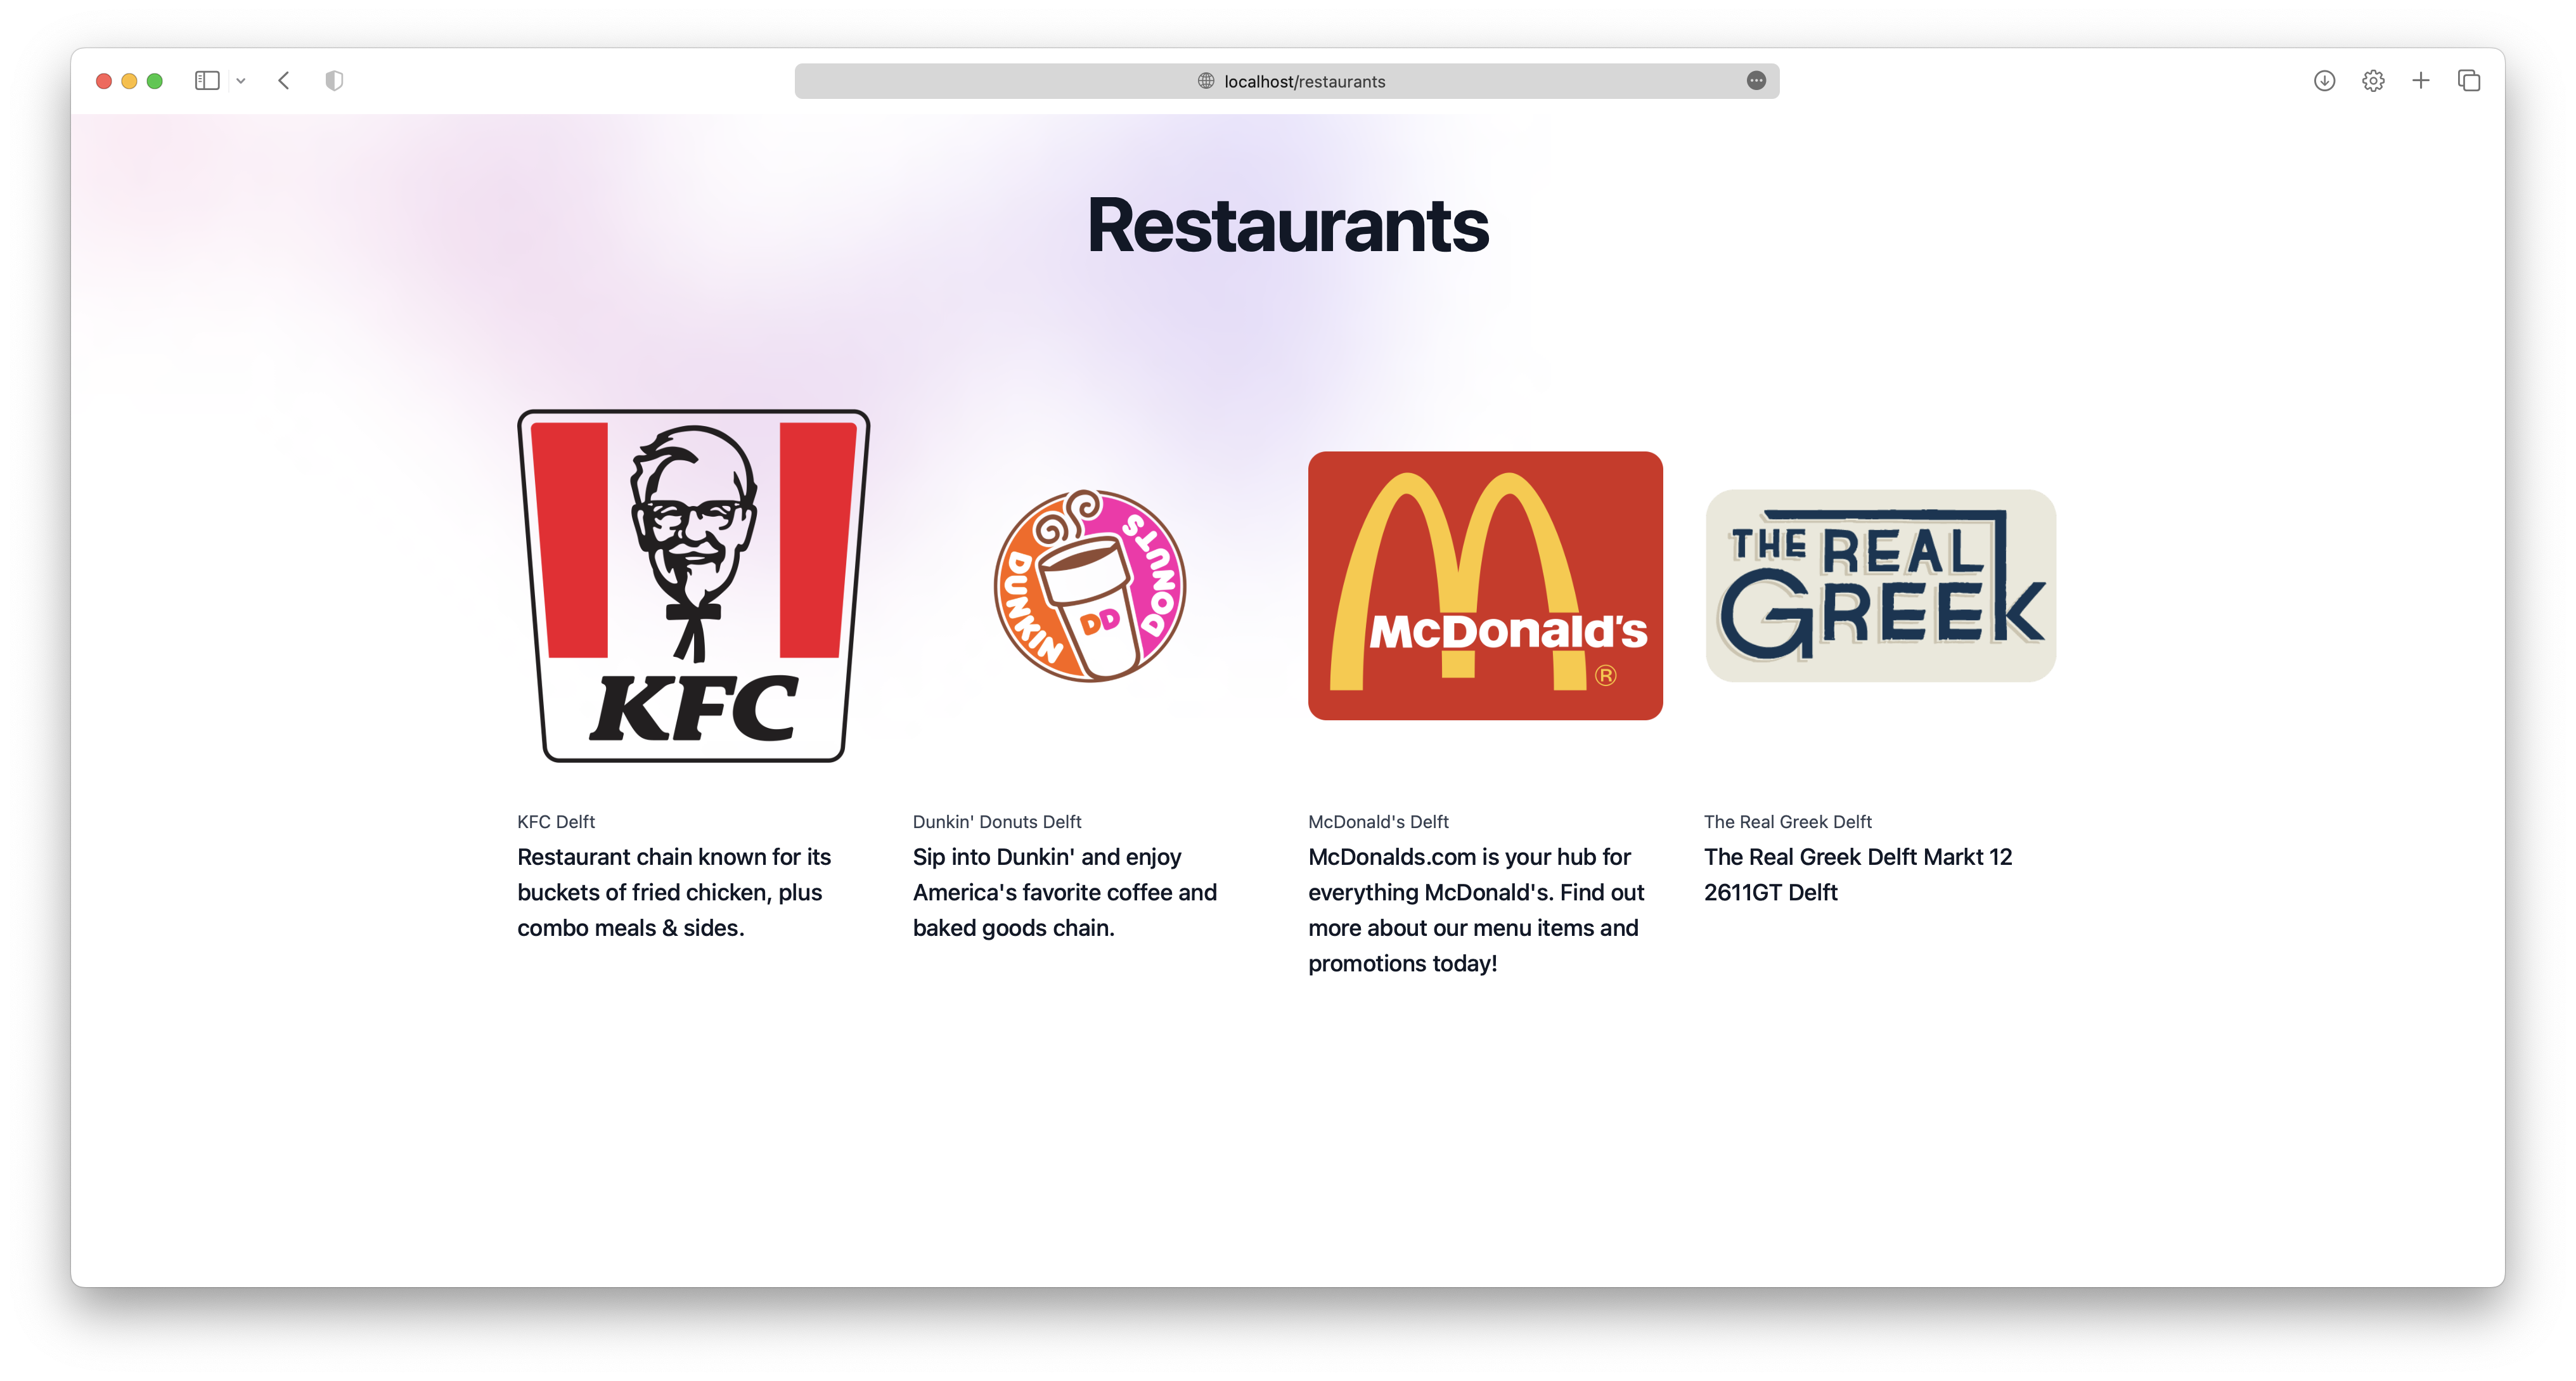 localhost/restaurants
Restaurants
KFC
DUNKIN'
DONUTS
DD
McDonald's
®
THE REAL
GREEK
KFC Delft
Restaurant chain known for its
buckets of fried chicken, plus
combo meals & sides.
Dunkin' Donuts Delft
Sip into Dunkin' and enjoy
America's favorite coffee and
baked goods chain.
McDonald's Delft
McDonalds.com is your hub for
everything McDonald's. Find out
more about our menu items and
promotions today!
The Real Greek Delft
The Real Greek Delft Markt 12
2611GT Delft